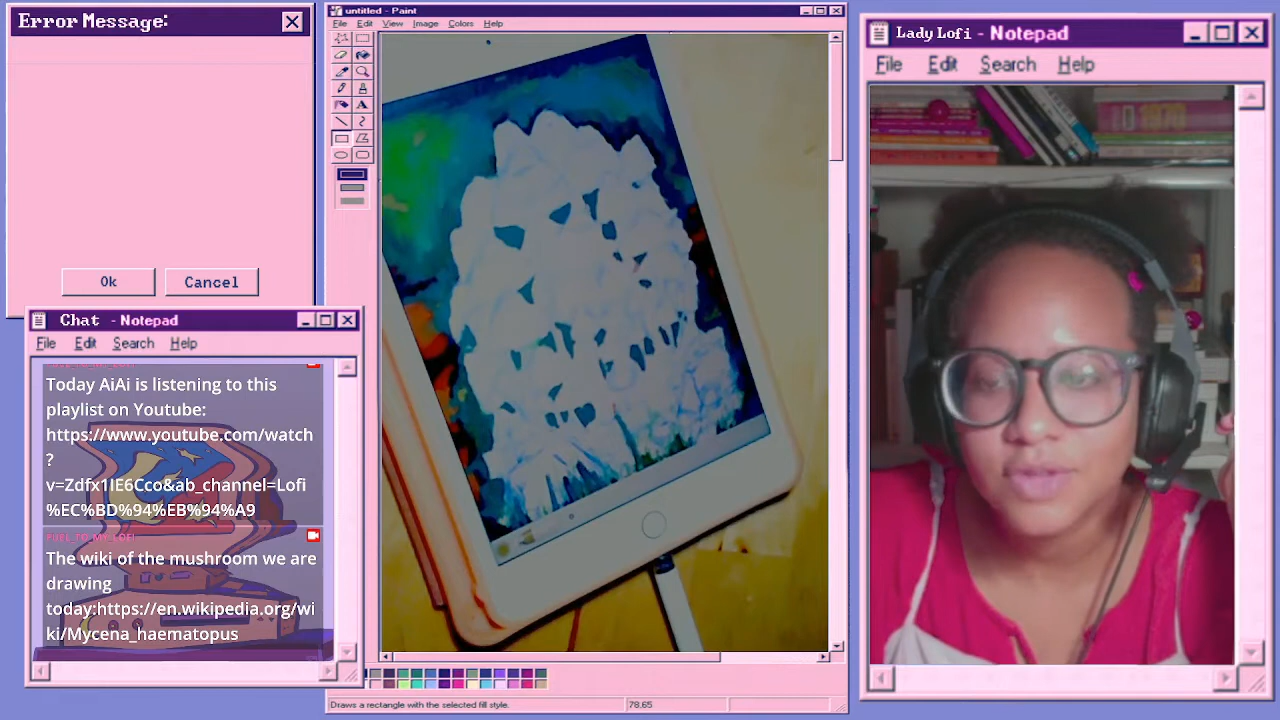 Error Message:
Ok
Cancel
Chat - Notepad
File Edit Search Help
Today AiAi is listening to this
playlist on Youtube:
https://www.youtube.com/watch
?
v=Zdfx1IE6Cco&ab_channel=Lofi
%EC%BD%94%EB%94%A9
FUEL_TO_MY_LOFI
The wiki of the mushroom we are
drawing
today:https://en.wikipedia.org/wi
ki/Mycena_haematopus
untitled - Paint
File Edit View Image Colors Help
A
Draws a rectangle with the selected fill style.
78,65
Lady Lofi - Notepad
File Edit Search Help
1870